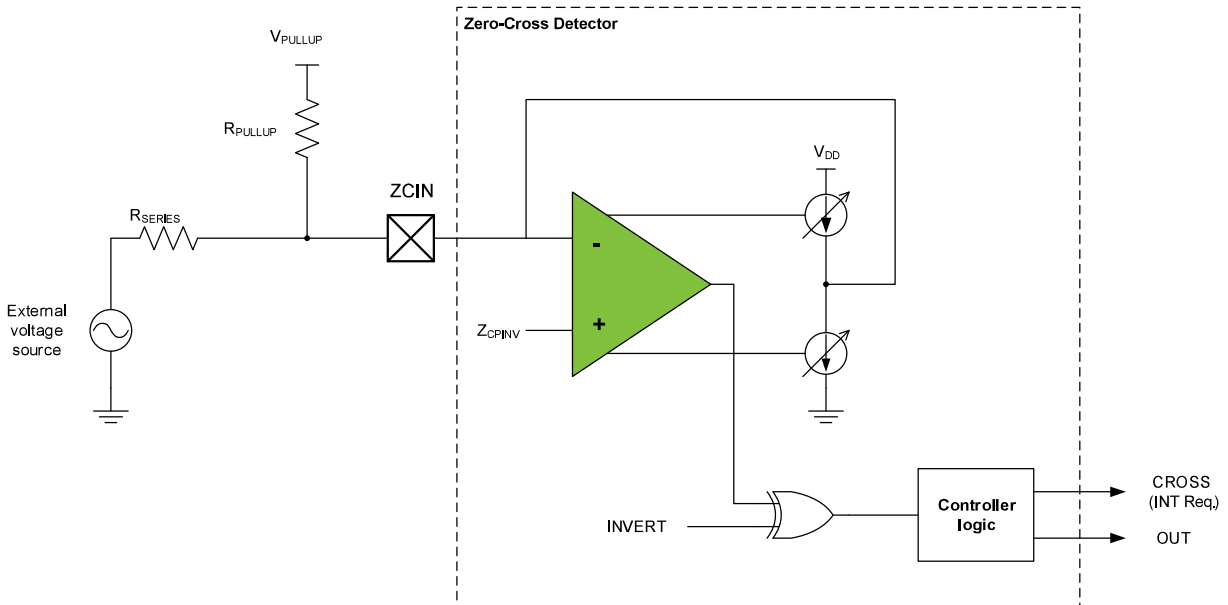 Zero-Cross Detector
VPULLUP
RPULLUP
ZCIN
VDD
RSERIES
-
External
voltage
source
ZCPINV
+
CROSS
(INT Req.)
Controller
logic
INVERT
OUT